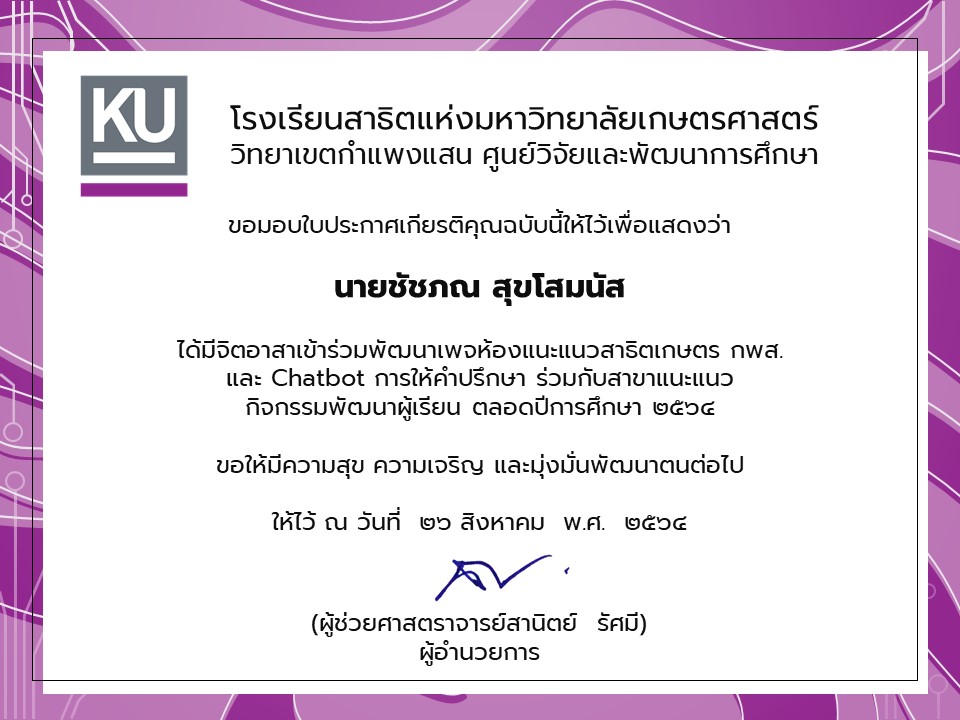 KU
โรงเรียนสาธิตแห่งมหาวิทยาลัยเกษตรศาสตร์
วิทยาเขตกำแพงแสน ศูนย์วิจัยและพัฒนาการศึกษา
ขอมอบใบประกาศเกียรติคุณฉบับนี้ให้ไว้เพื่อแสดงว่า
นายชัชภณ สุขโสมนัส
ได้มีจิตอาสาเข้าร่วมพัฒนาเพจห้องแนะแนวสาธิตเกษตร กพส.
และ Chatbot การให้คำปรึกษา ร่วมกับสาขาแนะแนว
กิจกรรมพัฒนาผู้เรียน ตลอดปีการศึกษา ๒๕๖๔
ขอให้มีความสุข ความเจริญ และมุ่งมั่นพัฒนาตนต่อไป
ให้ไว้ ณ วันที่ ๒๖ สิงหาคม พ.ศ. ๒๕๖๔
(ผู้ช่วยศาสตราจารย์สานิตย์ รัศมี)
ผู้อำนวยการ